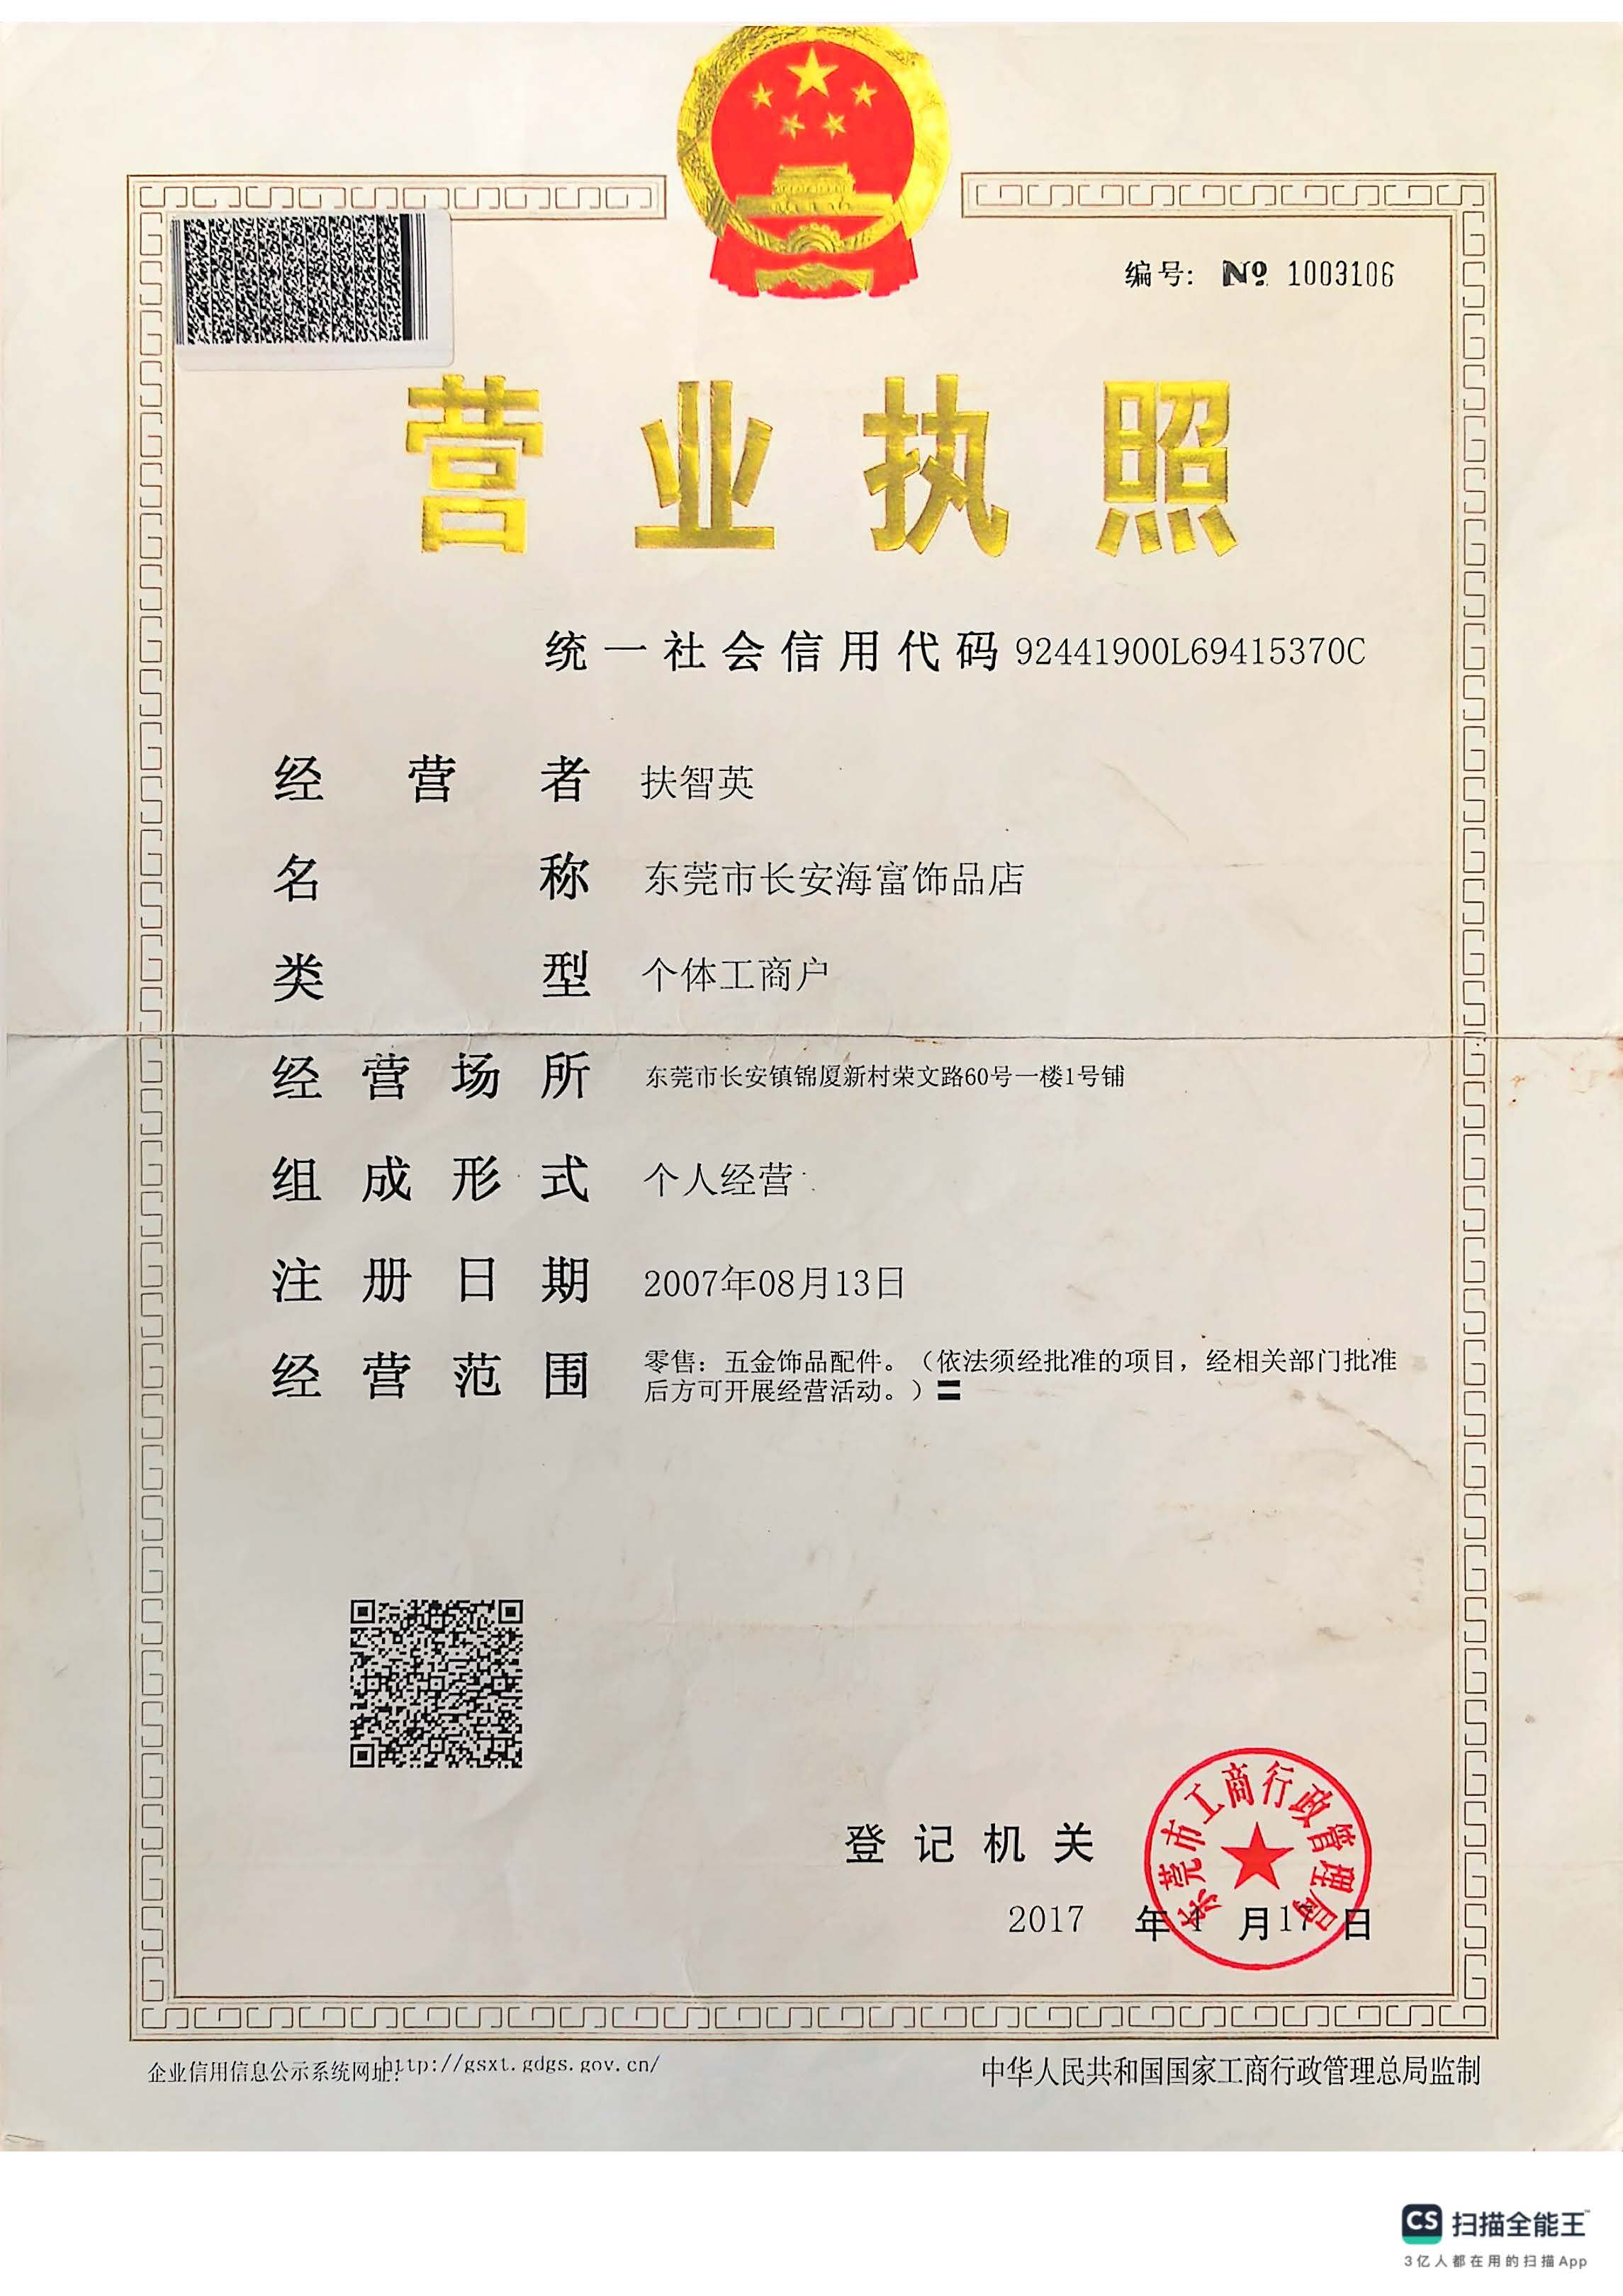 编号: № 1003106
营业执照
统一社会信用代码 92441900L69415370C
经营者 扶智英
名称 东莞市长安海富饰品店
类型 个体工商户
经营场所 东莞市长安镇锦厦新村荣文路60号一楼1号铺
组成形式 个人经营
注册日期 2007年08月13日
经营范围 零售：五金饰品配件。（依法须经批准的项目，经相关部门批准
后方可开展经营活动。）〓
登记机关
东莞市工商行政管理局
2017 年 1 月 17 日
企业信用信息公示系统网址: http://gsxt.gdgs.gov.cn/
中华人民共和国国家工商行政管理总局监制
CS 扫描全能王™
3亿人都在用的扫描App